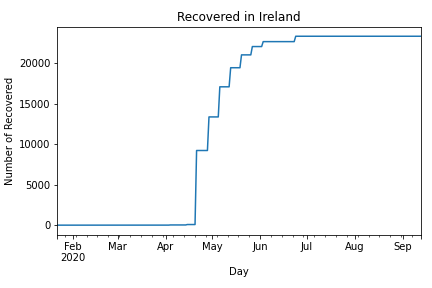 Recovered in Ireland
Number of Recovered
20000
15000
10000
5000
0
Feb Mar Apr May Jun Jul Aug Sep
2020
Day